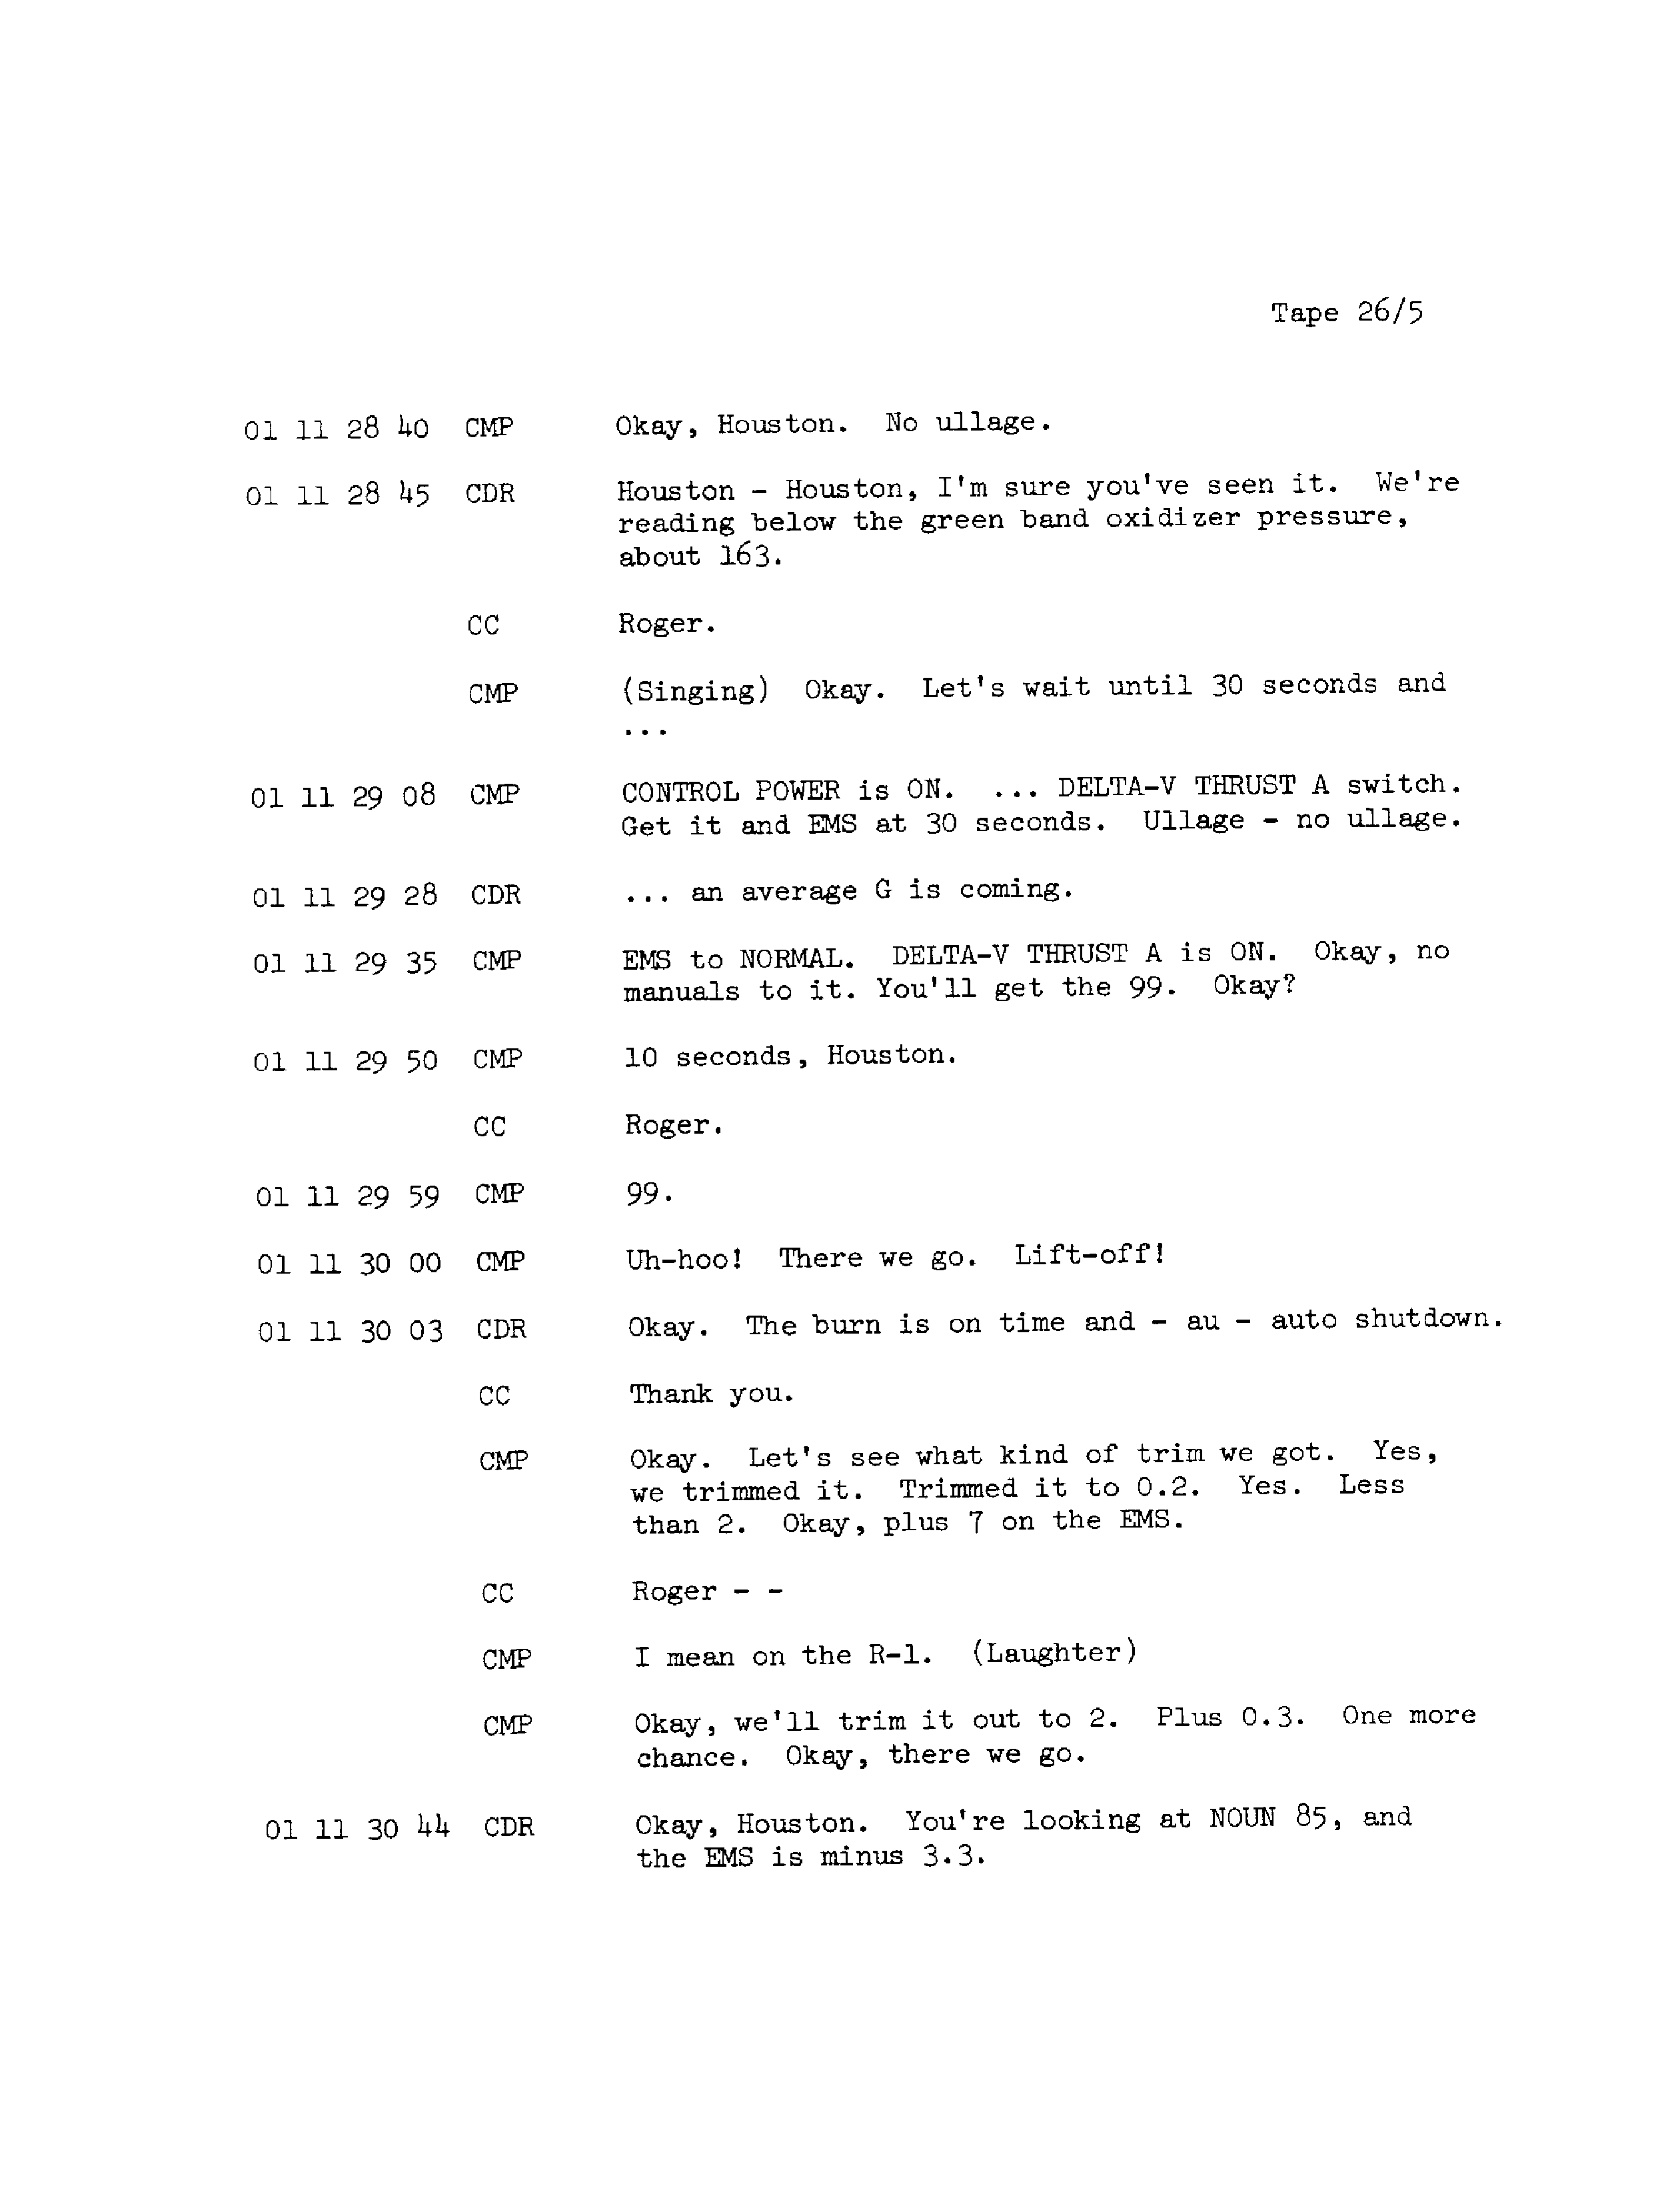 Tape 26/5
01 11 28 40 CMP Okay, Houston. No ullage.
01 11 28 45 CDR Houston - Houston, I'm sure you've seen it. We're
reading below the green band oxidizer pressure,
about 163.
CC Roger.
CMP (Singing) Okay. Let's wait until 30 seconds and
...
01 11 29 08 CMP CONTROL POWER is ON. ... DELTA-V THRUST A switch.
Get it and EMS at 30 seconds. Ullage - no ullage.
01 11 29 28 CDR ... an average G is coming.
01 11 29 35 CMP EMS to NORMAL. DELTA-V THRUST A is ON. Okay, no
manuals to it. You'll get the 99. Okay?
01 11 29 50 CMP 10 seconds, Houston.
CC Roger.
01 11 29 59 CMP 99.
01 11 30 00 CMP Uh-hoo! There we go. Lift-off!
01 11 30 03 CDR Okay. The burn is on time and - au - auto shutdown.
CC Thank you.
CMP Okay. Let's see what kind of trim we got. Yes,
we trimmed it. Trimmed it to 0.2. Yes. Less
than 2. Okay, plus 7 on the EMS.
CC Roger - -
CMP I mean on the R-1. (Laughter)
CMP Okay, we'll trim it out to 2. Plus 0.3. One more
chance. Okay, there we go.
01 11 30 44 CDR Okay, Houston. You're looking at NOUN 85, and
the EMS is minus 3.3.